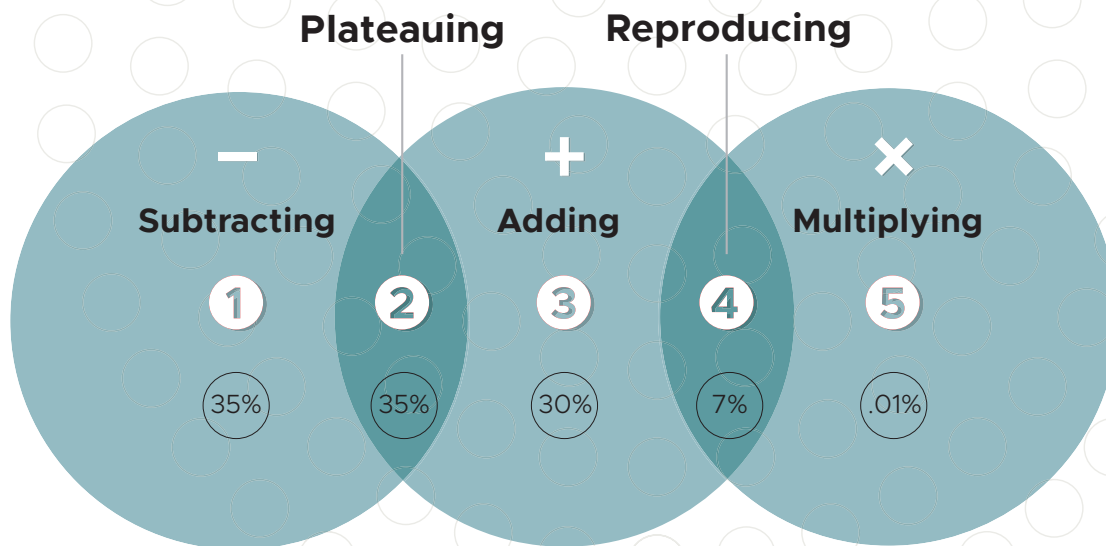 Plateauing
Reproducing
−
+
×
Subtracting
Adding
Multiplying
1
2
3
4
5
35%
35%
30%
7%
.01%